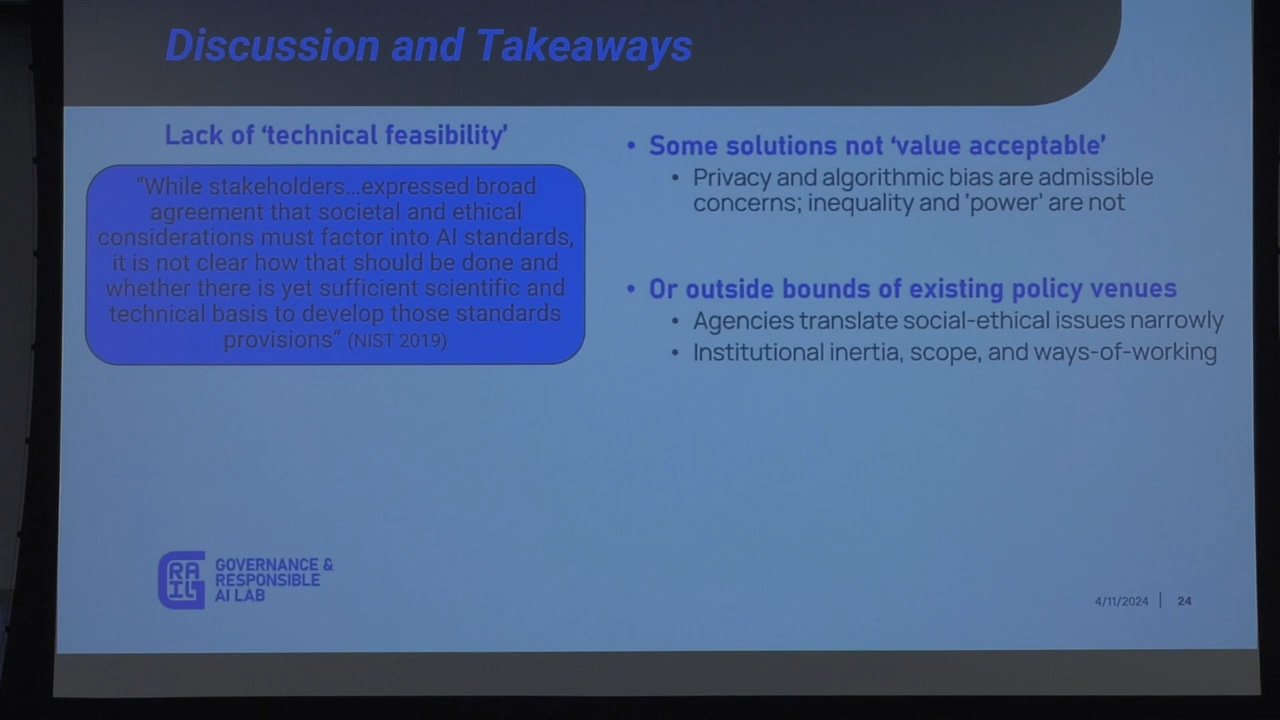 Discussion and Takeaways
Lack of ‘technical feasibility’
“While stakeholders...expressed broad
agreement that societal and ethical
considerations must factor into AI standards,
it is not clear how that should be done and
whether there is yet sufficient scientific and
technical basis to develop those standards
provisions” (NIST 2019)
• Some solutions not ‘value acceptable’
• Privacy and algorithmic bias are admissible
concerns; inequality and ‘power’ are not
• Or outside bounds of existing policy venues
• Agencies translate social-ethical issues narrowly
• Institutional inertia, scope, and ways-of-working
GRAIL
GOVERNANCE &
RESPONSIBLE
AI LAB
4/11/2024 | 24